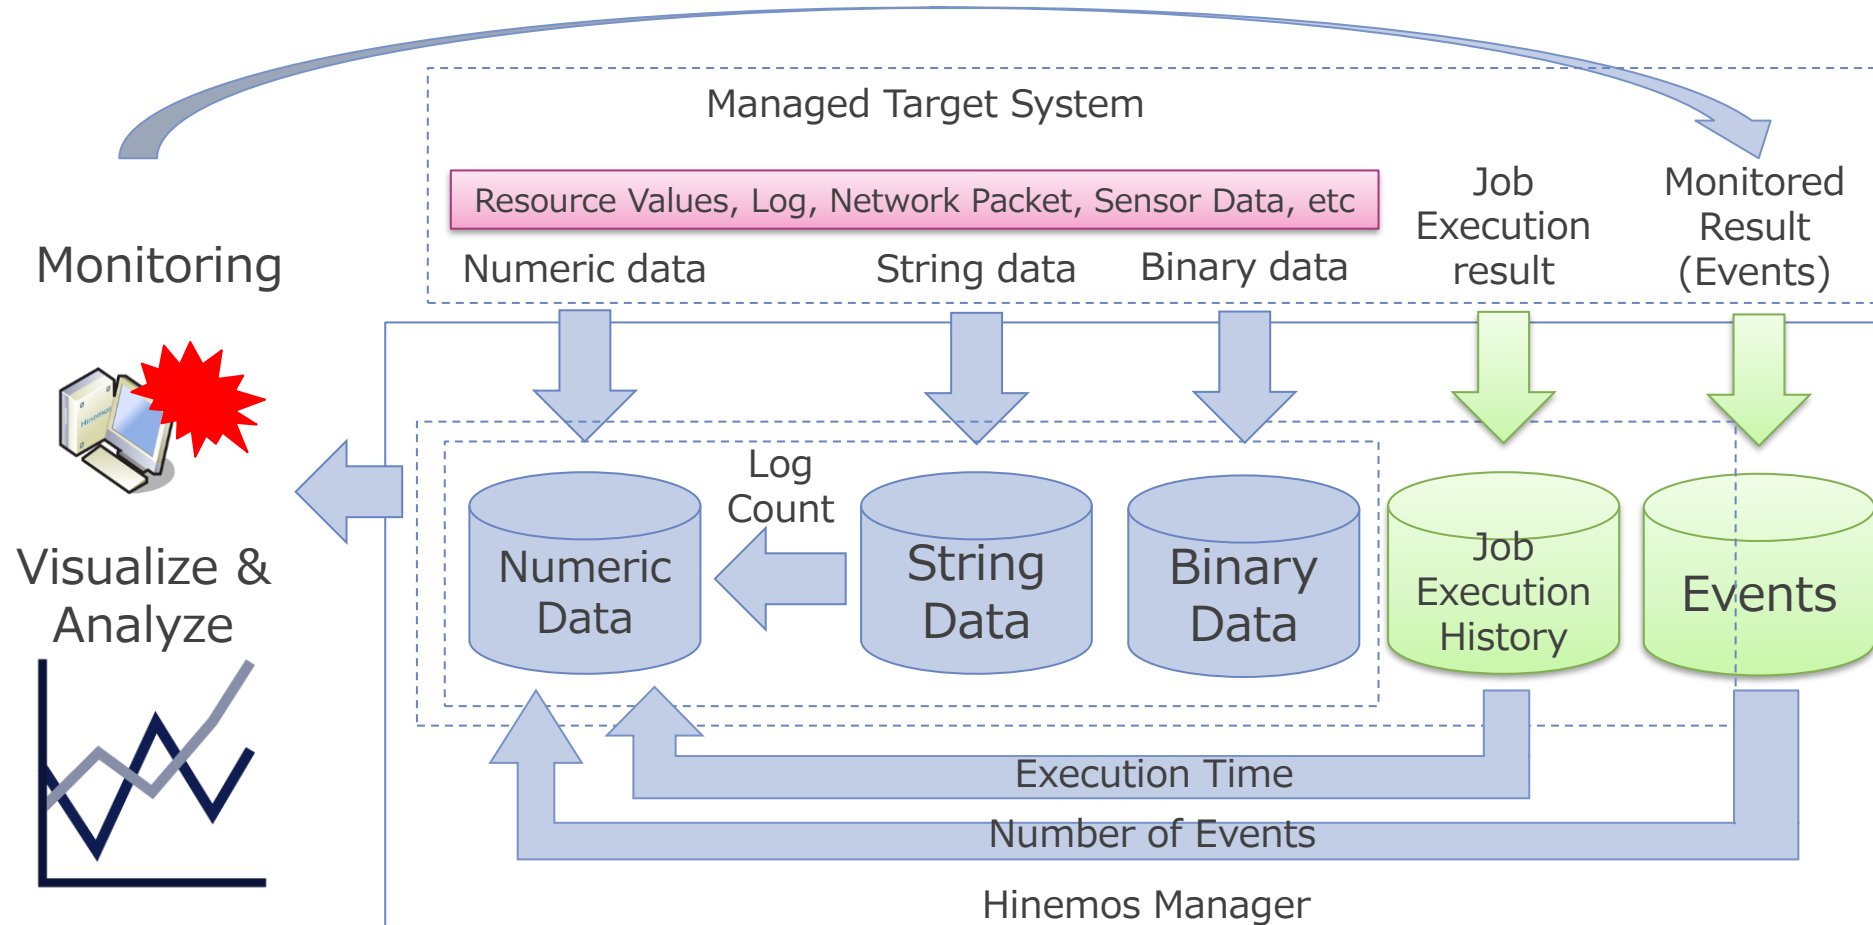 Managed Target System
Resource Values, Log, Network Packet, Sensor Data, etc
Numeric data
String data
Binary data
Job
Execution
result
Monitored
Result
(Events)
Monitoring
Hinemos
Visualize &
Analyze
Log
Count
Numeric
Data
String
Data
Binary
Data
Job
Execution
History
Events
Execution Time
Number of Events
Hinemos Manager